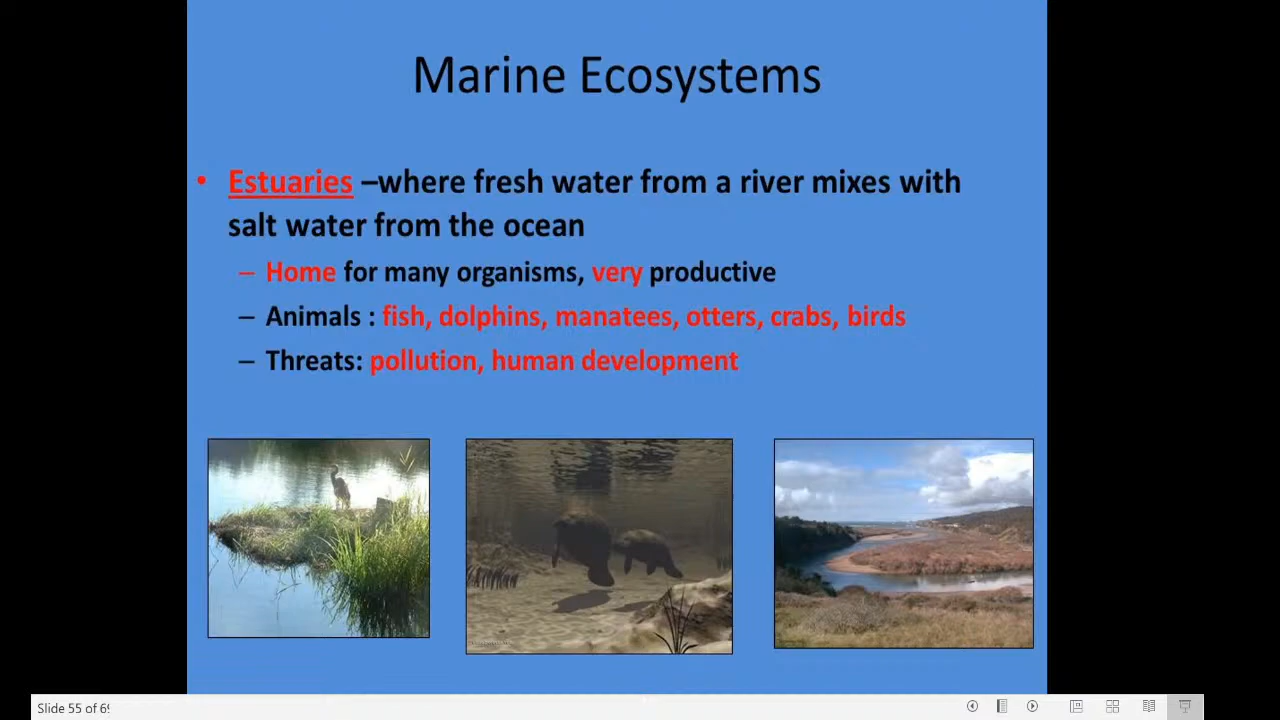 Marine Ecosystems
• Estuaries –where fresh water from a river mixes with
salt water from the ocean
– Home for many organisms, very productive
– Animals : fish, dolphins, manatees, otters, crabs, birds
– Threats: pollution, human development
Slide 55 of 69